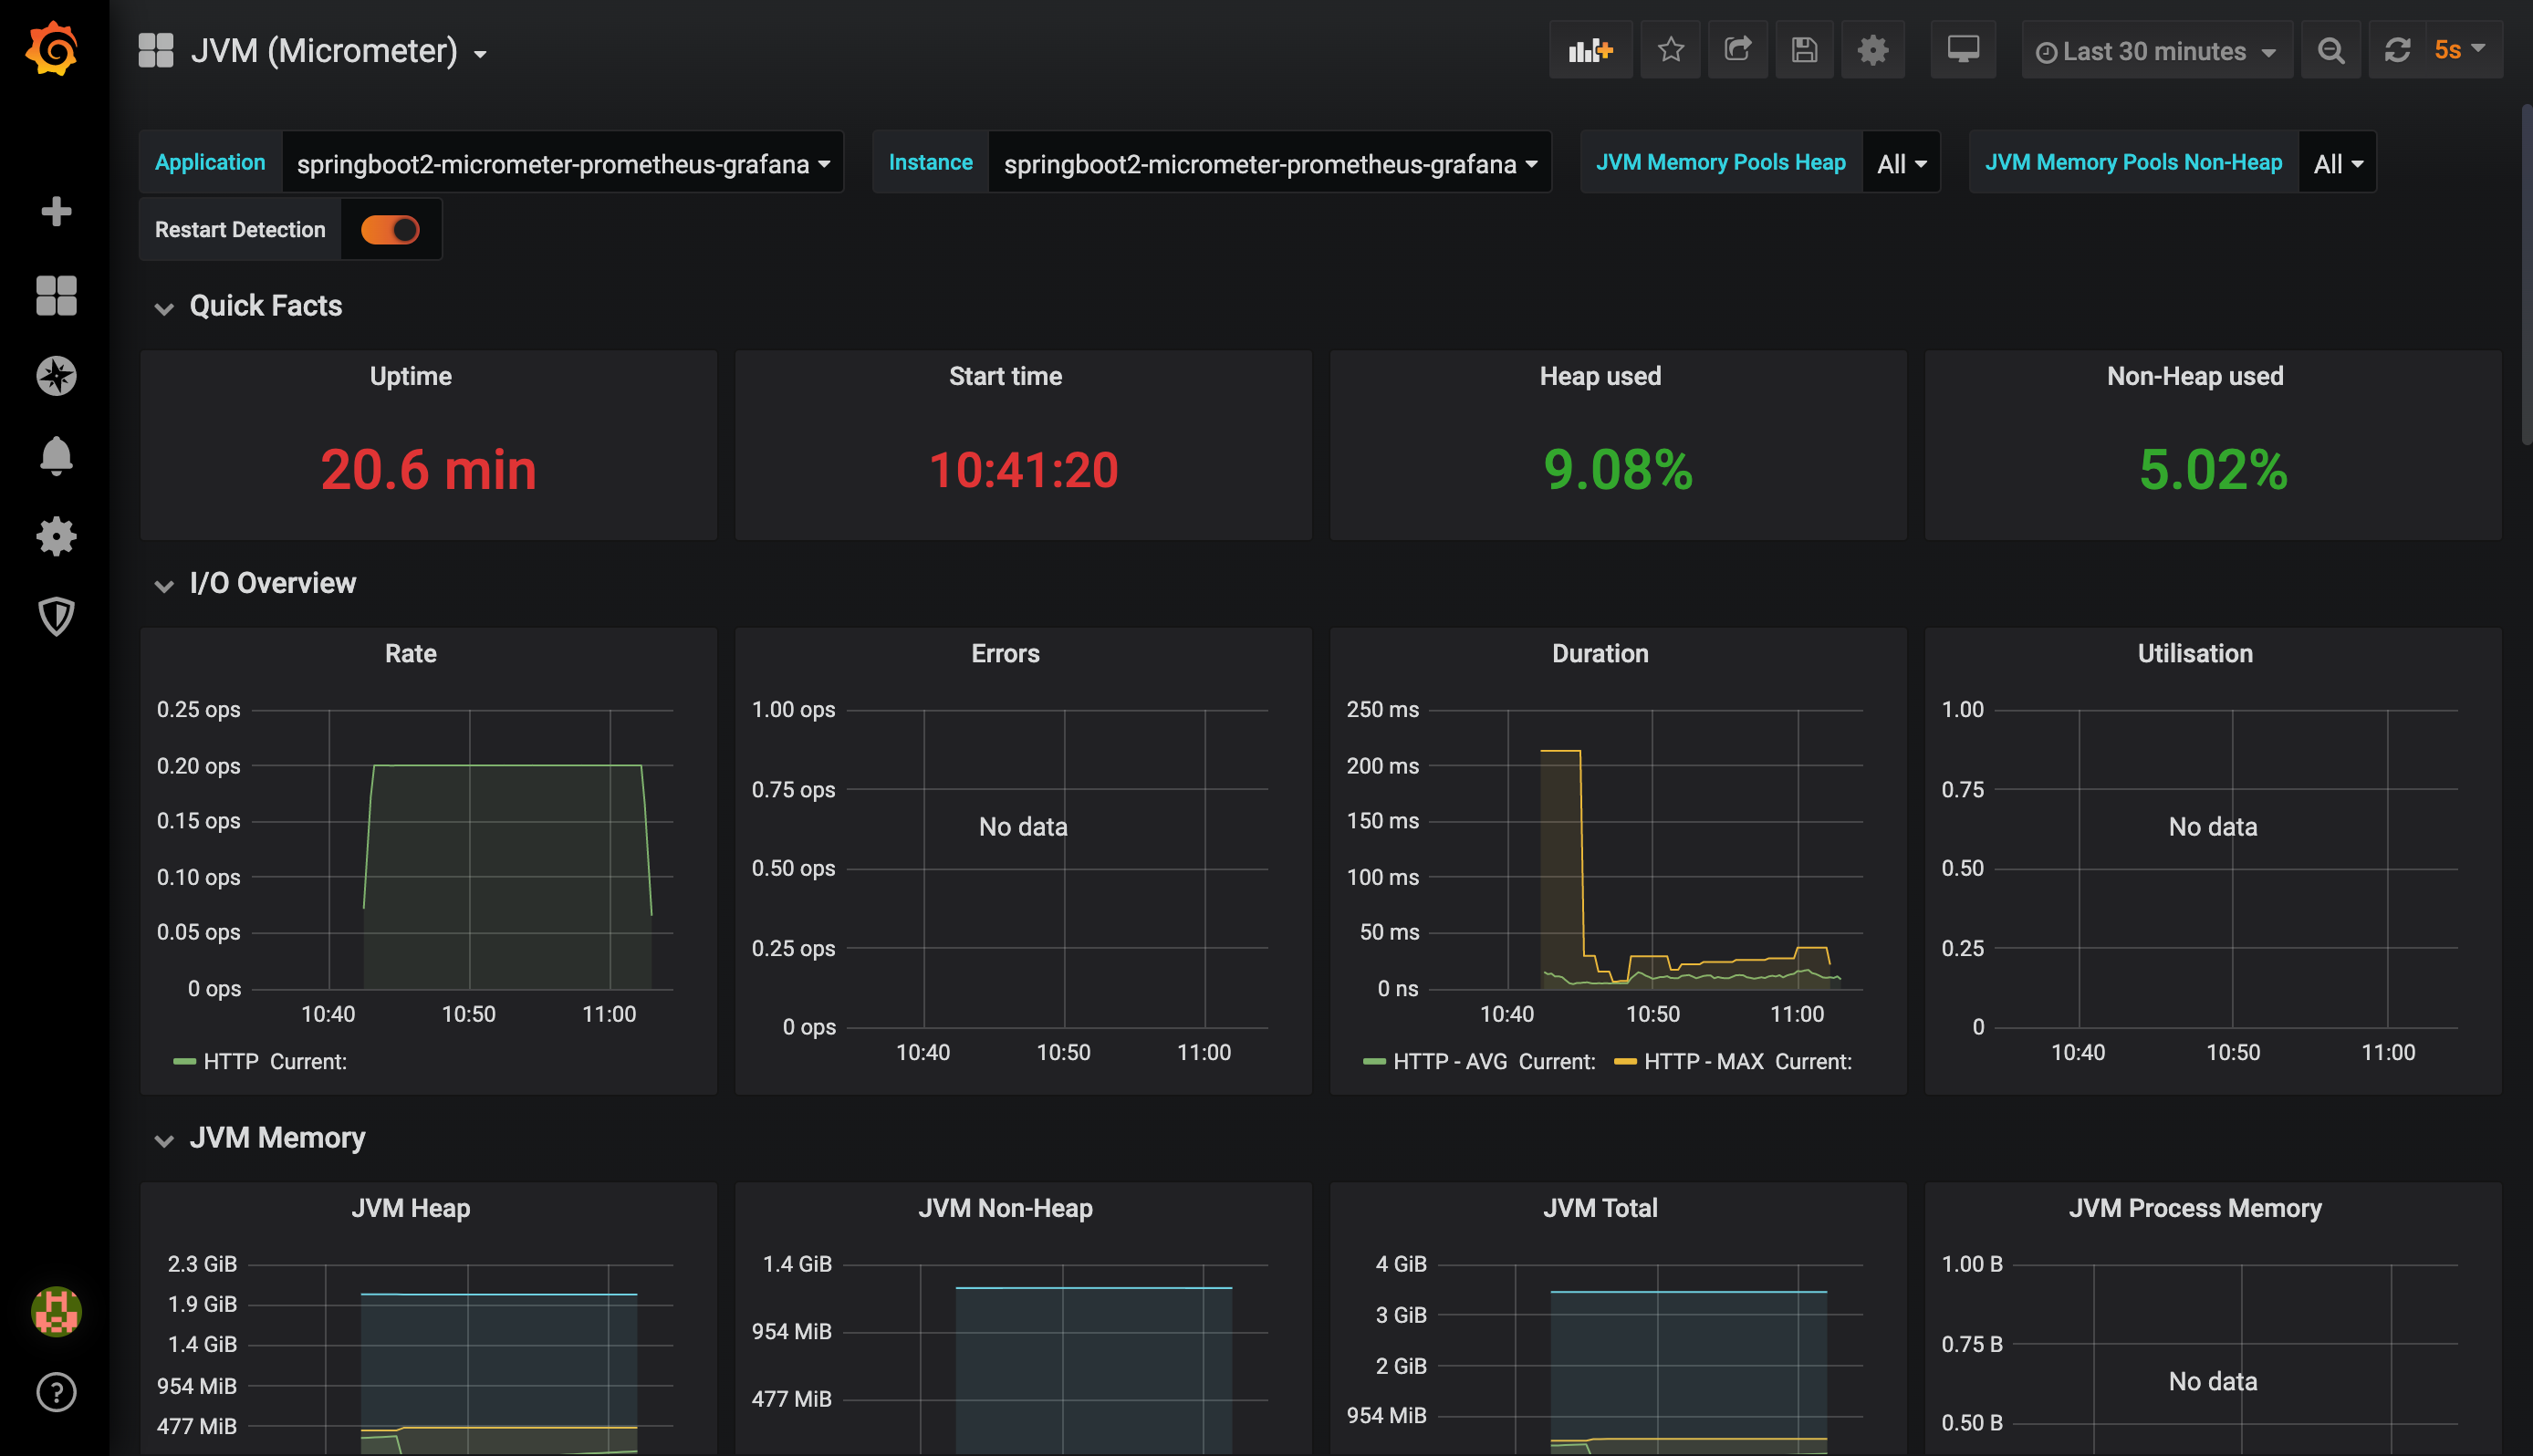 JVM (Micrometer)
Last 30 minutes
5s
Application springboot2-micrometer-prometheus-grafana
Instance springboot2-micrometer-prometheus-grafana
JVM Memory Pools Heap All
JVM Memory Pools Non-Heap All
Restart Detection
Quick Facts
Uptime
20.6 min
Start time
10:41:20
Heap used
9.08%
Non-Heap used
5.02%
I/O Overview
Rate
0.25 ops
0.20 ops
0.15 ops
0.10 ops
0.05 ops
0 ops
10:40 10:50 11:00
HTTP Current:
Errors
1.00 ops
0.75 ops
No data
0.50 ops
0.25 ops
0 ops
10:40 10:50 11:00
Duration
250 ms
200 ms
150 ms
100 ms
50 ms
0 ns
10:40 10:50 11:00
HTTP - AVG Current: HTTP - MAX Current:
Utilisation
1.00
0.75
No data
0.50
0.25
0
10:40 10:50 11:00
JVM Memory
JVM Heap
2.3 GiB
1.9 GiB
1.4 GiB
954 MiB
477 MiB
JVM Non-Heap
1.4 GiB
954 MiB
477 MiB
JVM Total
4 GiB
3 GiB
2 GiB
954 MiB
JVM Process Memory
1.00 B
0.75 B
No data
0.50 B